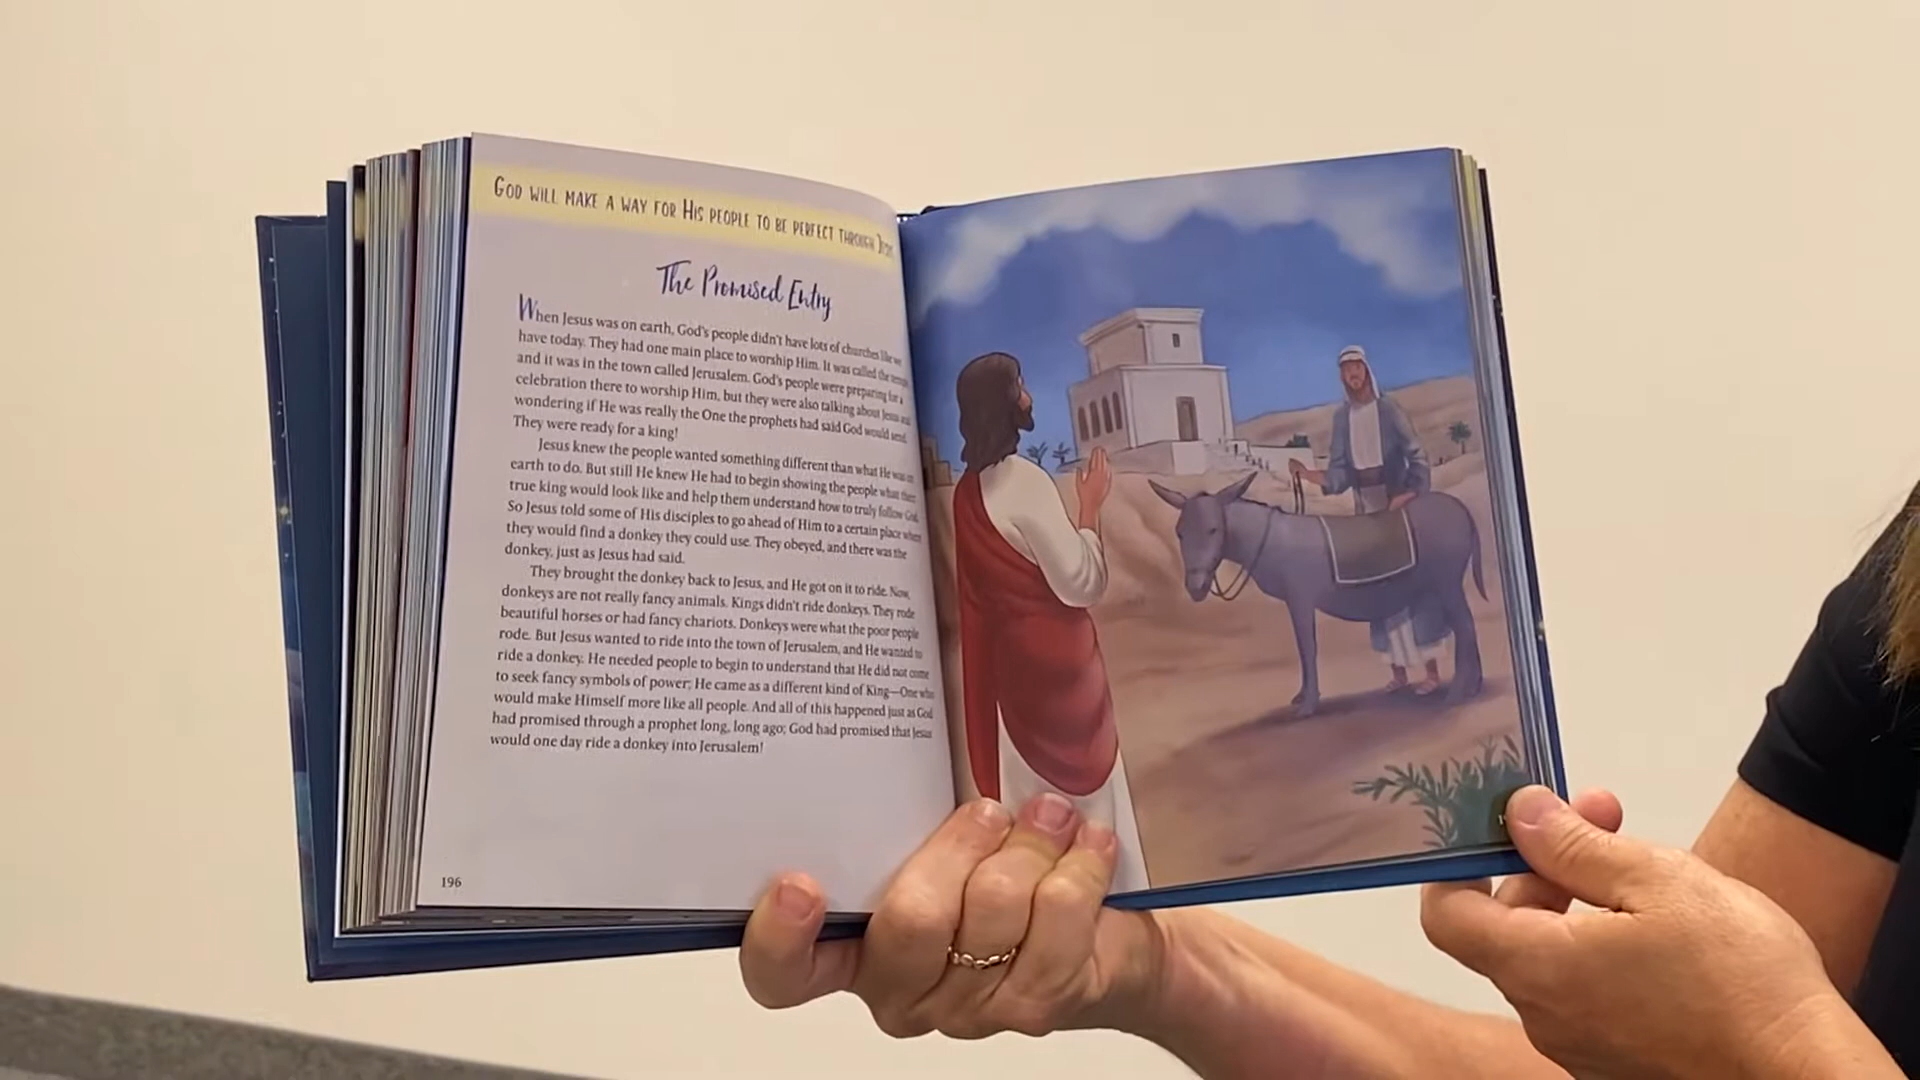 God will make a way for His people to be perfect through Jesus
The Promised Entry
When Jesus was on earth, God's people didn't have lots of churches like we
have today. They had one main place to worship Him. It was called the temple,
and it was in the town called Jerusalem. God's people were preparing for a
celebration there to worship Him, but they were also talking about Jesus and
wondering if He was really the One the prophets had said God would send.
They were ready for a king!
Jesus knew the people wanted something different than what He was on
earth to do. But still He knew He had to begin showing the people what their
true king would look like and help them understand how to truly follow God.
So Jesus told some of His disciples to go ahead of Him to a certain place where
they would find a donkey they could use. They obeyed, and there was the
donkey, just as Jesus had said.
They brought the donkey back to Jesus, and He got on it to ride. Now,
donkeys are not really fancy animals. Kings didn't ride donkeys. They rode
beautiful horses or had fancy chariots. Donkeys were what the poor people
rode. But Jesus wanted to ride into the town of Jerusalem, and He wanted to
ride a donkey. He needed people to begin to understand that He did not come
to seek fancy symbols of power; He came as a different kind of King—One who
would make Himself more like all people. And all of this happened just as God
had promised through a prophet long, long ago; God had promised that Jesus
would one day ride a donkey into Jerusalem!
196